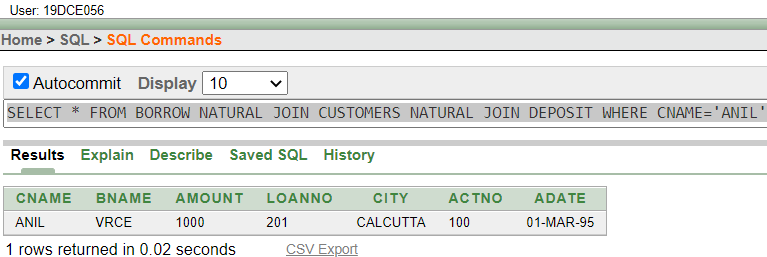 User: 19DCE056
Home > SQL > SQL Commands
Autocommit Display 10
SELECT * FROM BORROW NATURAL JOIN CUSTOMERS NATURAL JOIN DEPOSIT WHERE CNAME='ANIL'
Results Explain Describe Saved SQL History
CNAME BNAME AMOUNT LOANNO CITY ACTNO ADATE
ANIL VRCE 1000 201 CALCUTTA 100 01-MAR-95
1 rows returned in 0.02 seconds CSV Export